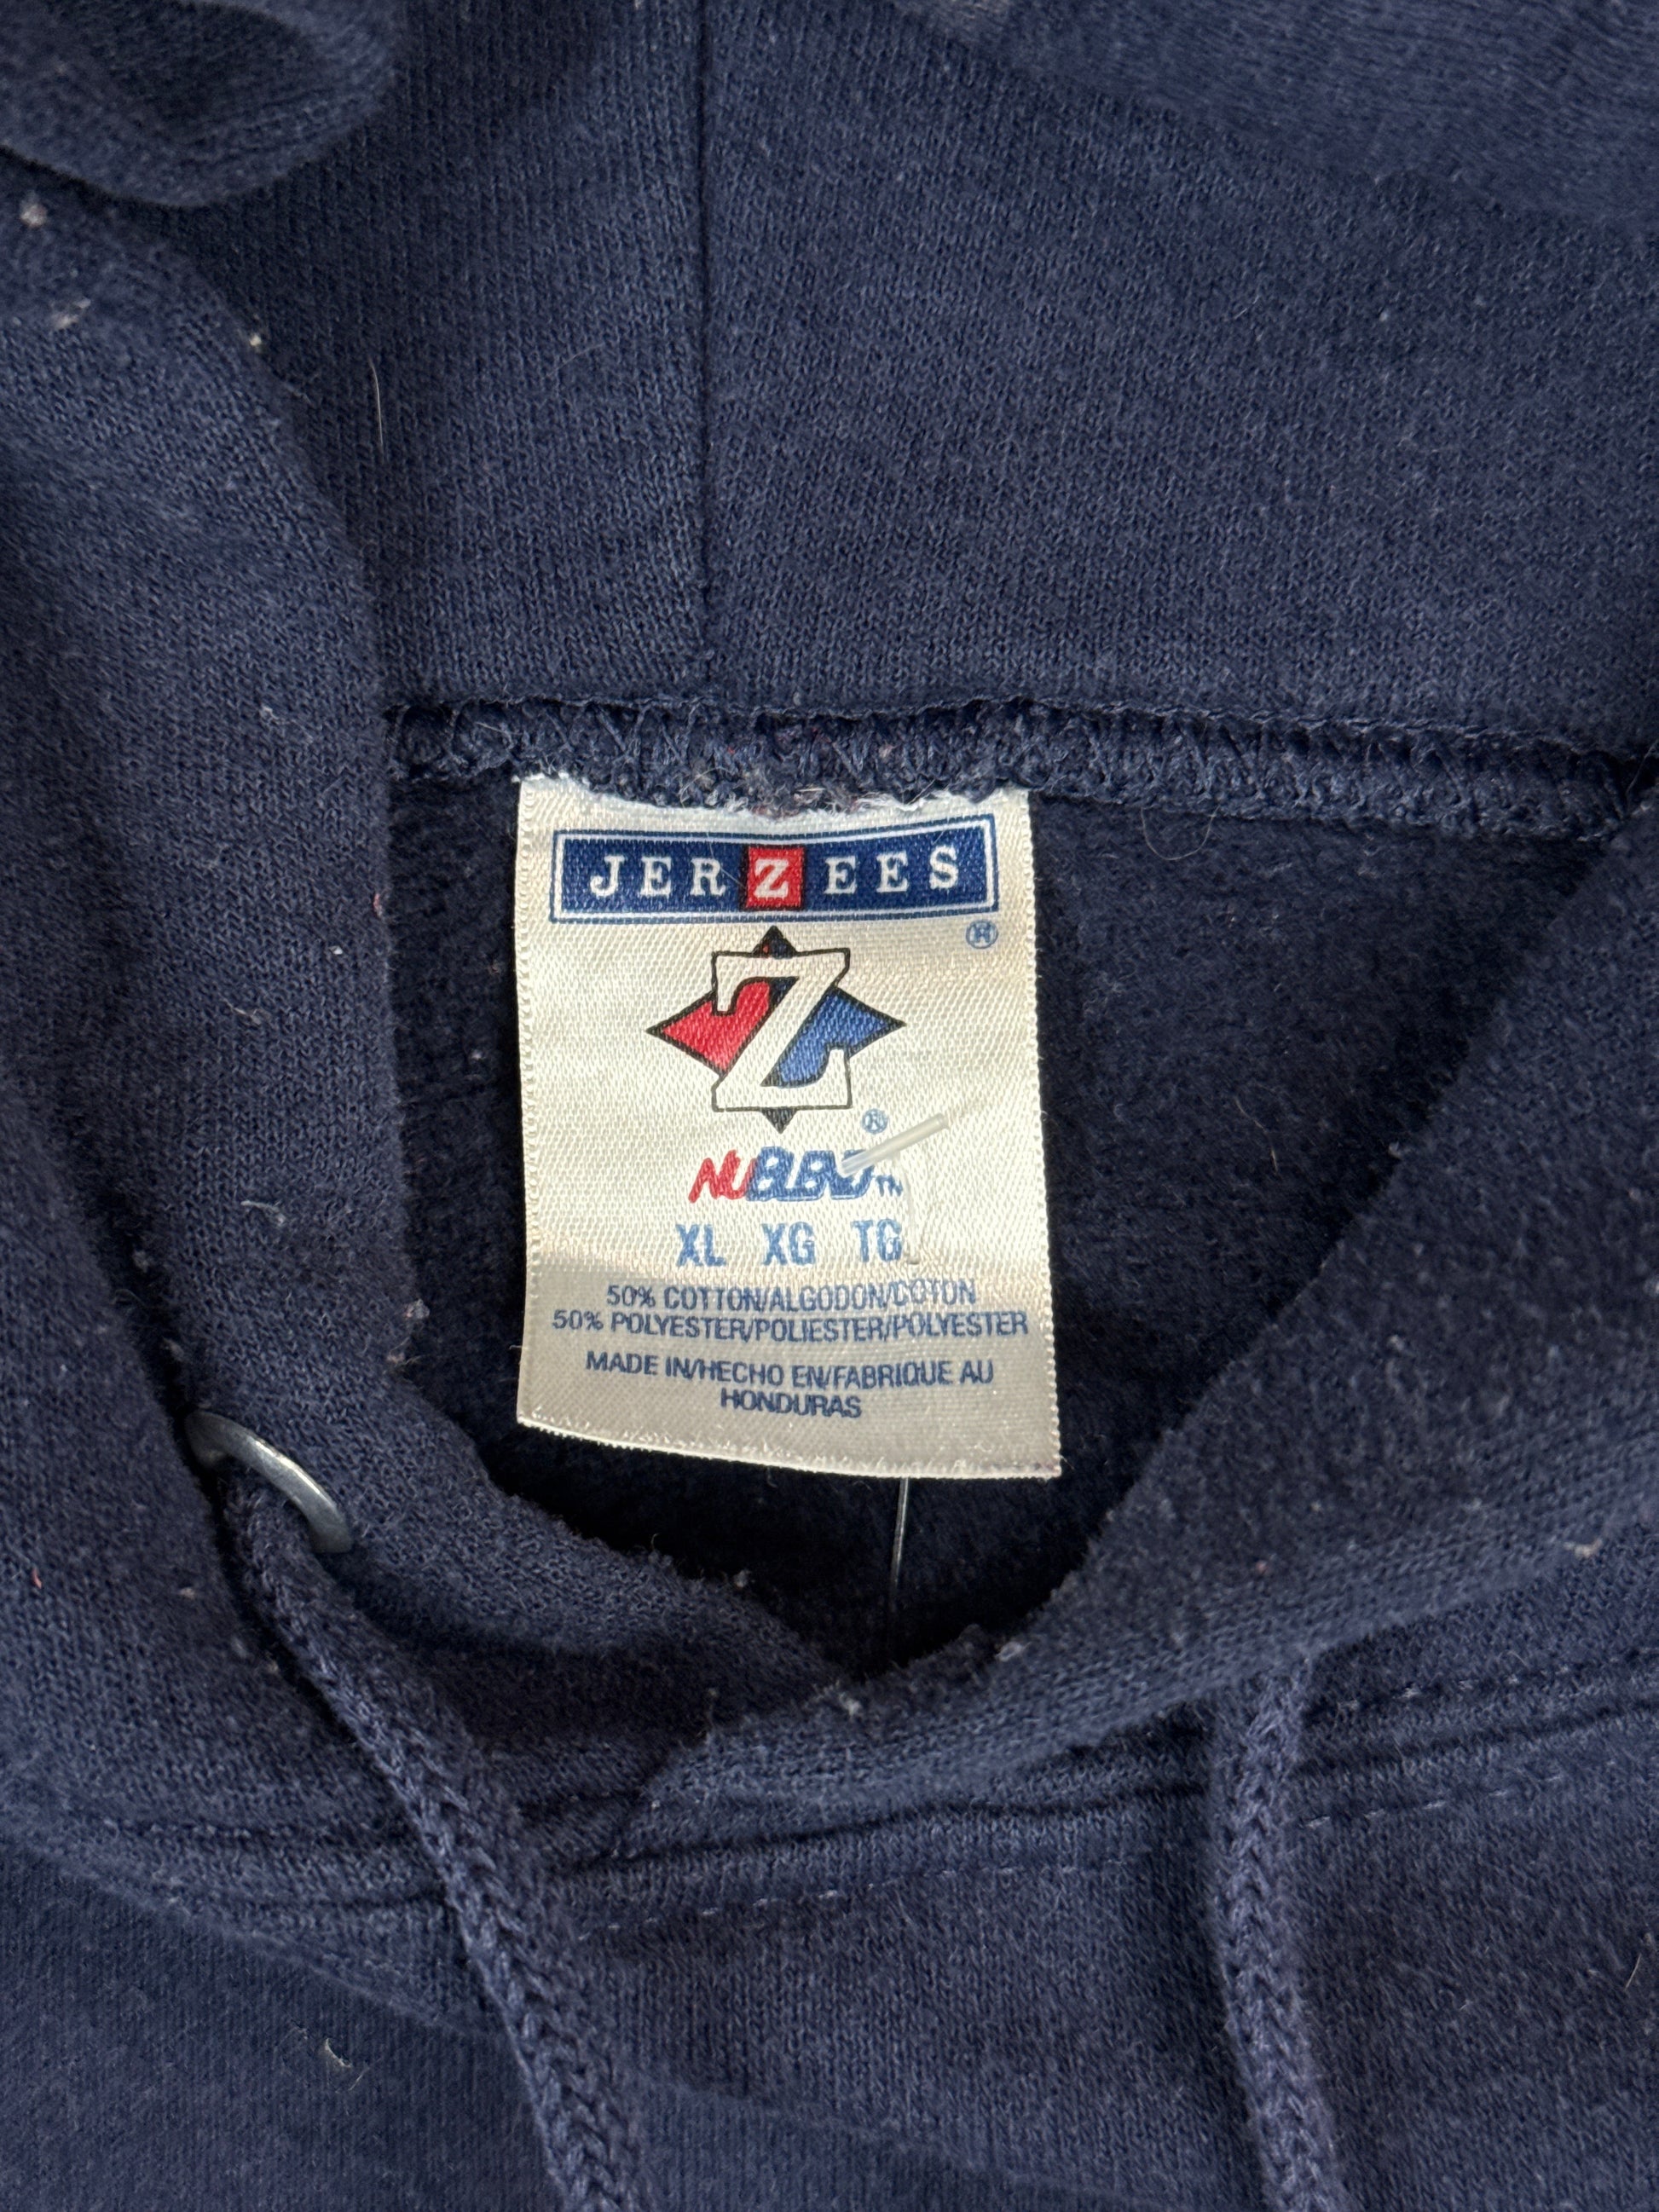 JERZEES
®
Z
®
NUBLEND TM
XL XG TG
50% COTTON/ALGODON/COTON
50% POLYESTER/POLIESTER/POLYESTER
MADE IN/HECHO EN/FABRIQUE AU
HONDURAS